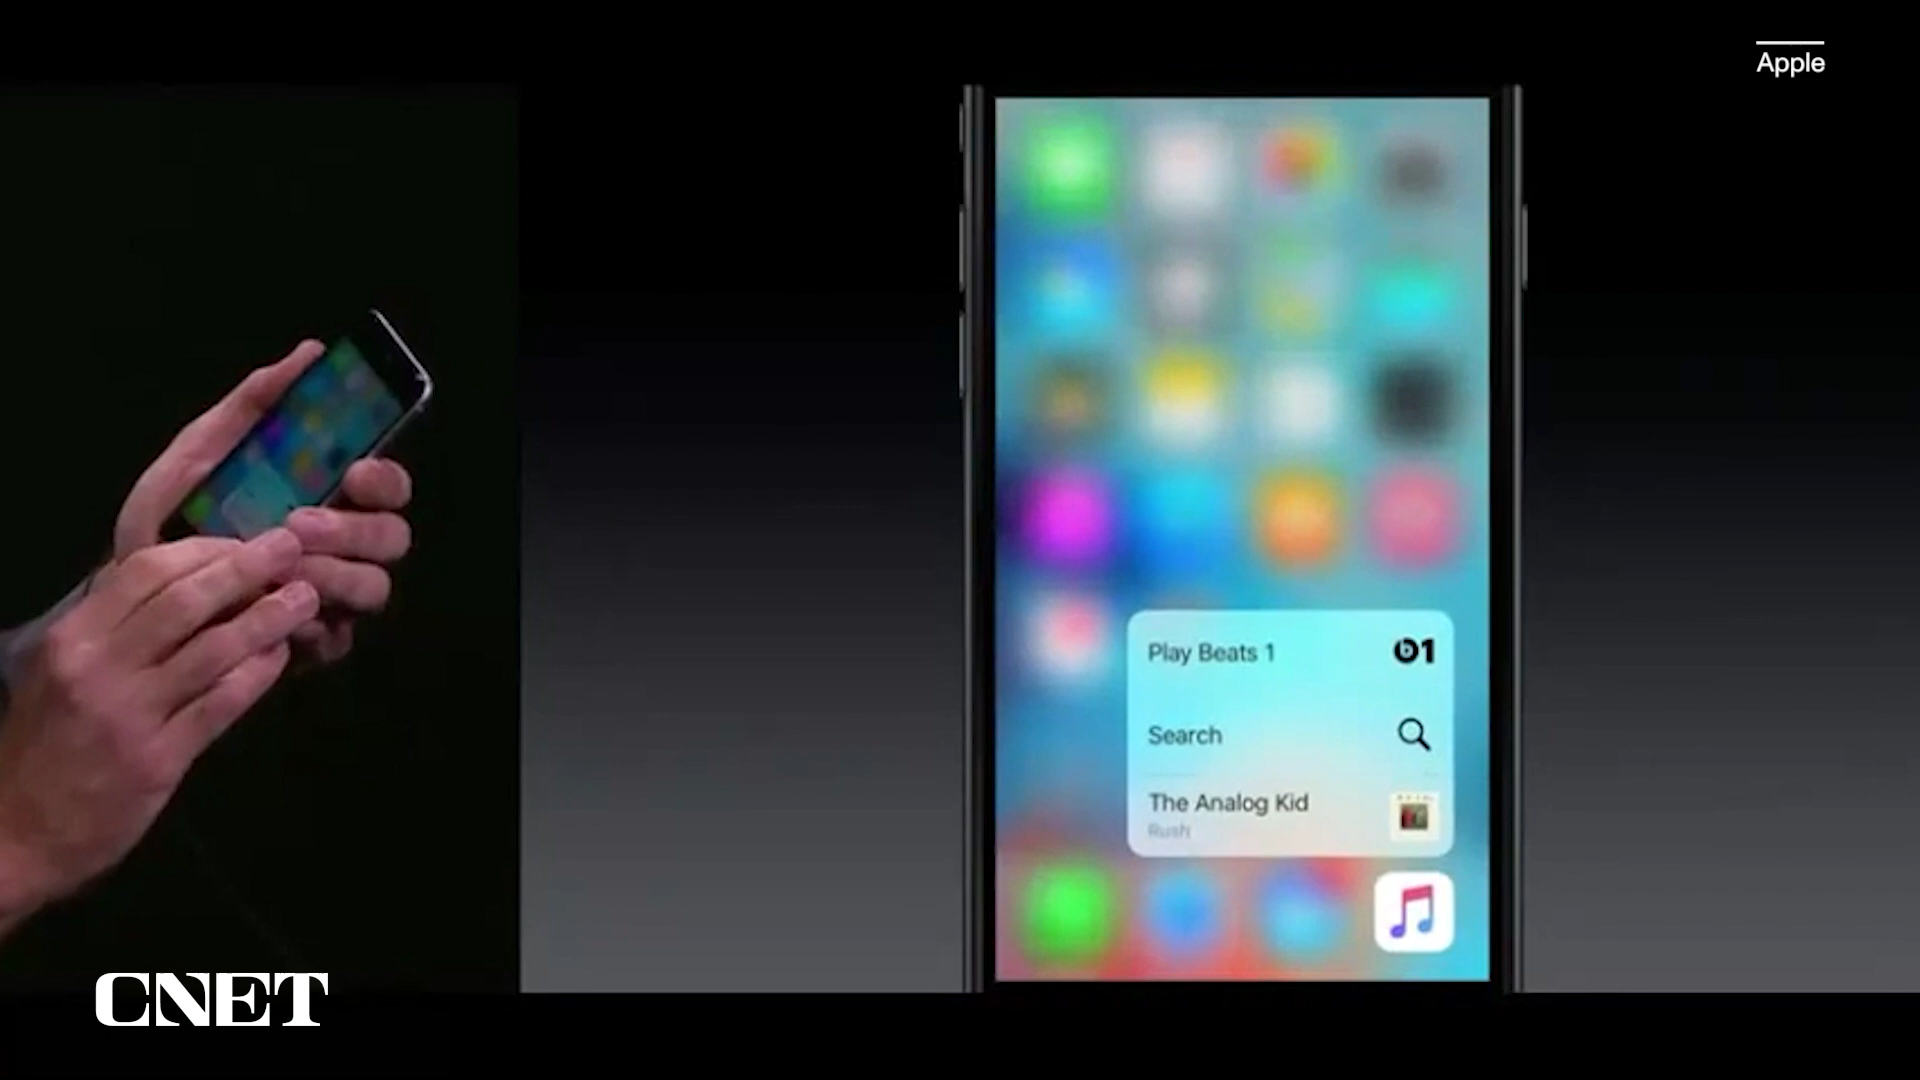 Apple
Play Beats 1
b1
Search
The Analog Kid
Rush
CNET